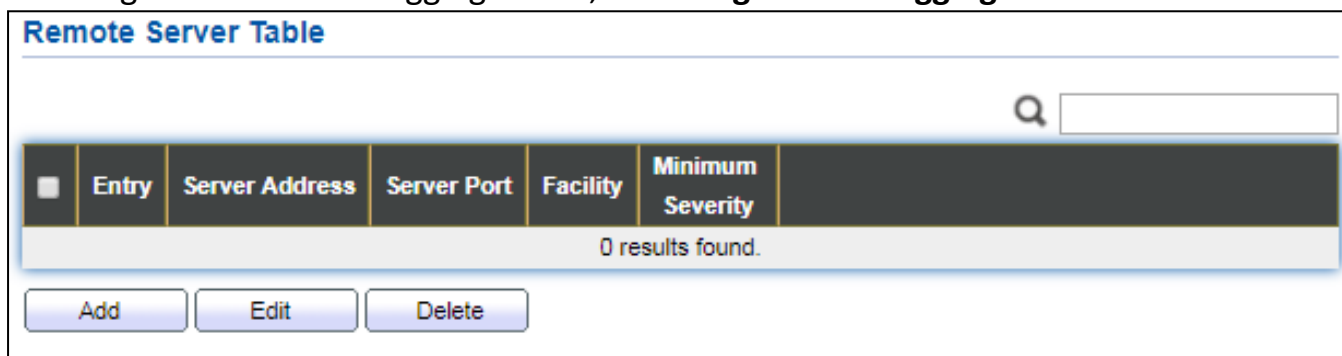 Remote Server Table
Entry Server Address Server Port Facility Minimum Severity
0 results found.
Add Edit Delete